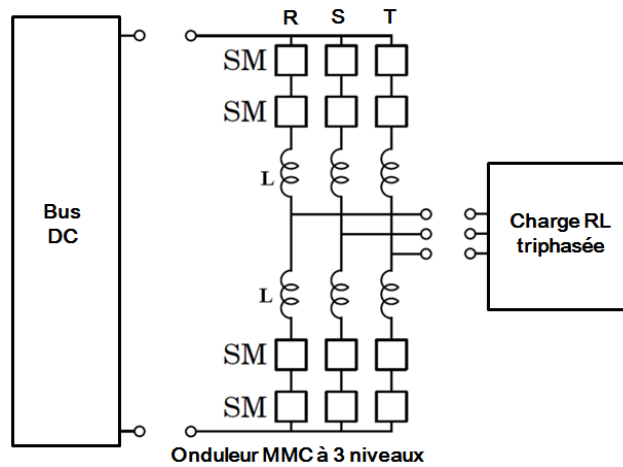 R S T
SM
SM
L
Bus
DC
Charge RL
triphasée
L
SM
SM
Onduleur MMC à 3 niveaux